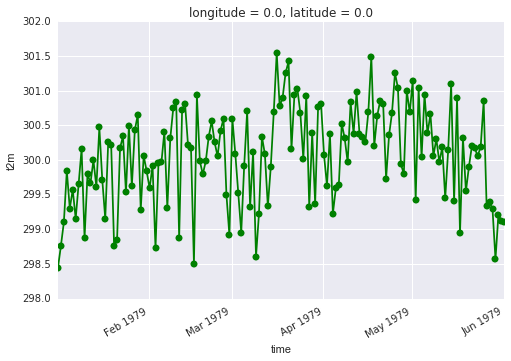 longitude = 0.0, latitude = 0.0
302.0
301.5
301.0
300.5
300.0
299.5
299.0
298.5
298.0
t2m
Feb 1979
Mar 1979
Apr 1979
May 1979
Jun 1979
time